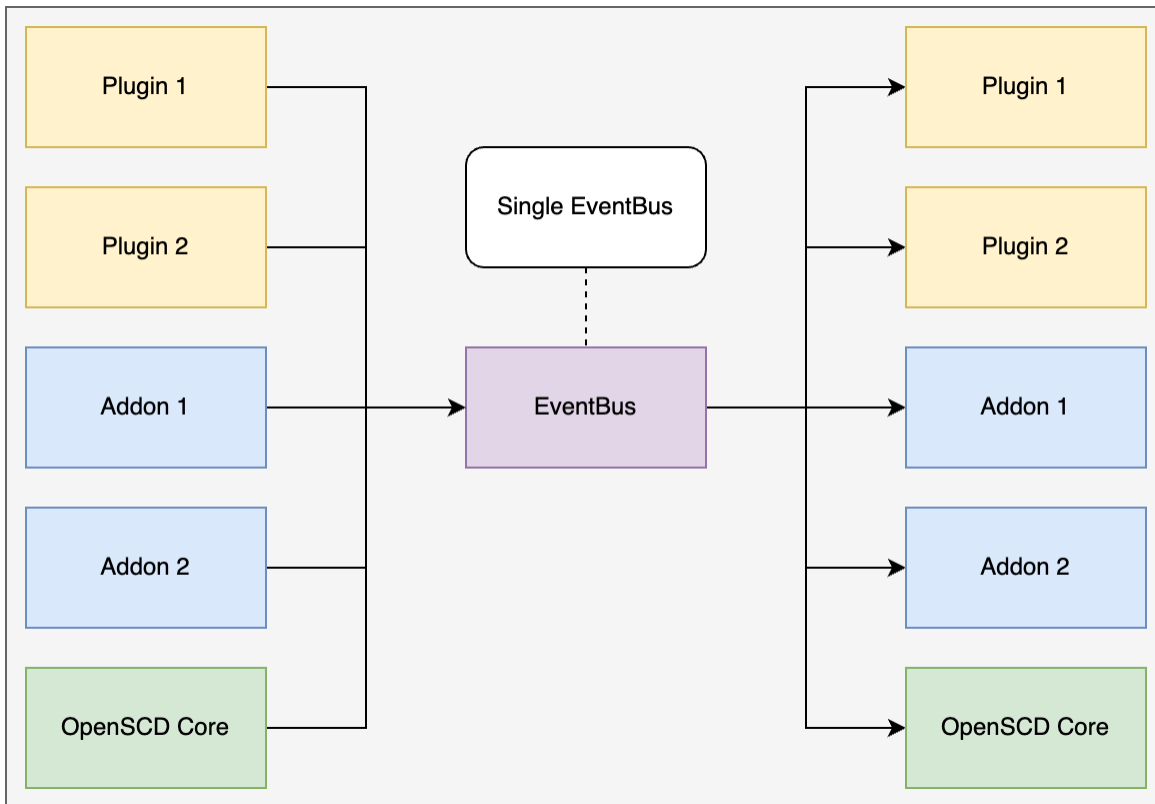 Plugin 1
Plugin 1
Single EventBus
Plugin 2
Plugin 2
Addon 1
EventBus
Addon 1
Addon 2
Addon 2
OpenSCD Core
OpenSCD Core